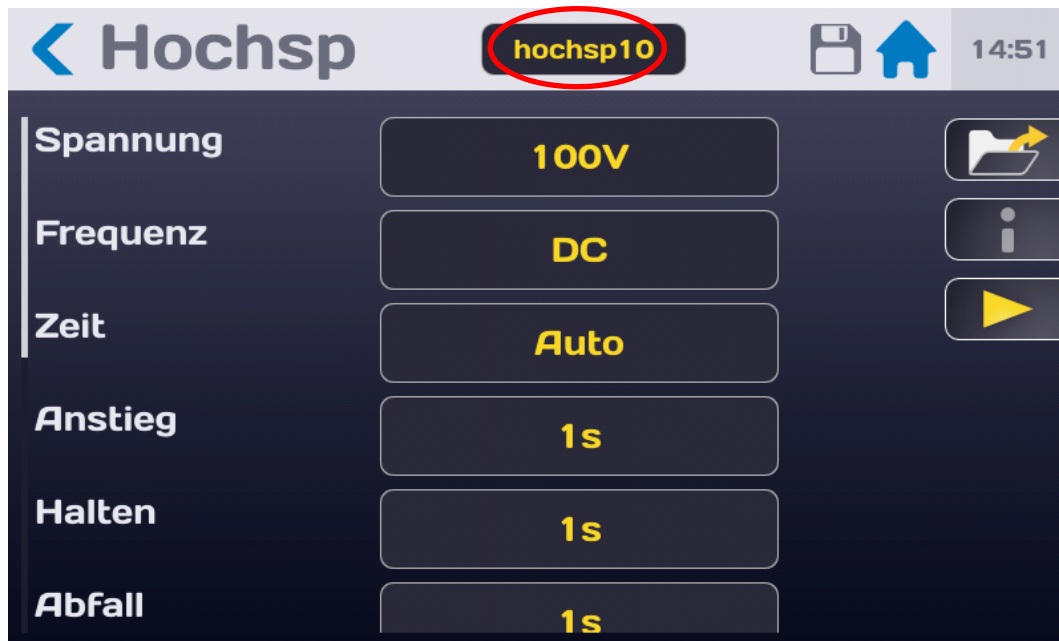 Hochsp
hochsp10
14:51
Spannung
100V
Frequenz
DC
Zeit
Auto
Anstieg
1s
Halten
1s
Abfall
1s